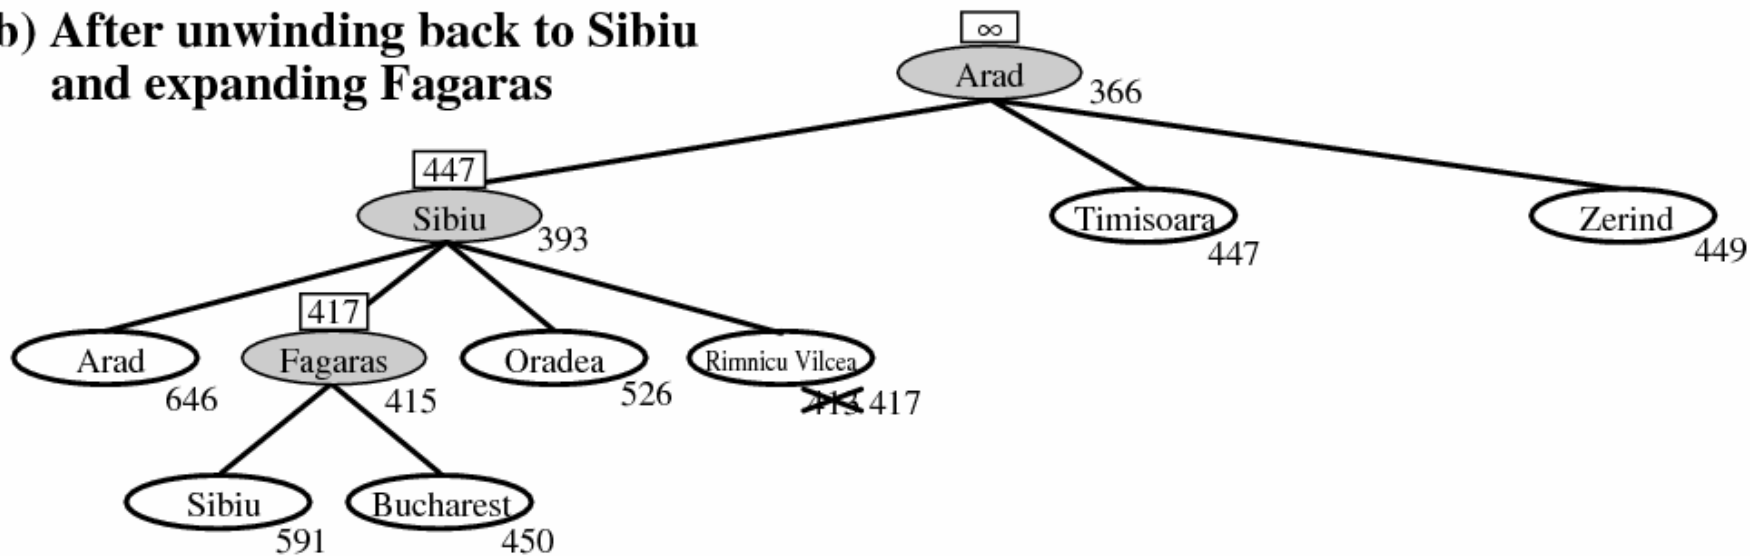 b) After unwinding back to Sibiu
and expanding Fagaras
∞
Arad
366
447
Sibiu
393
Timisoara
447
Zerind
449
417
Arad
646
Fagaras
415
Oradea
526
Rimnicu Vilcea
413 417
Sibiu
591
Bucharest
450